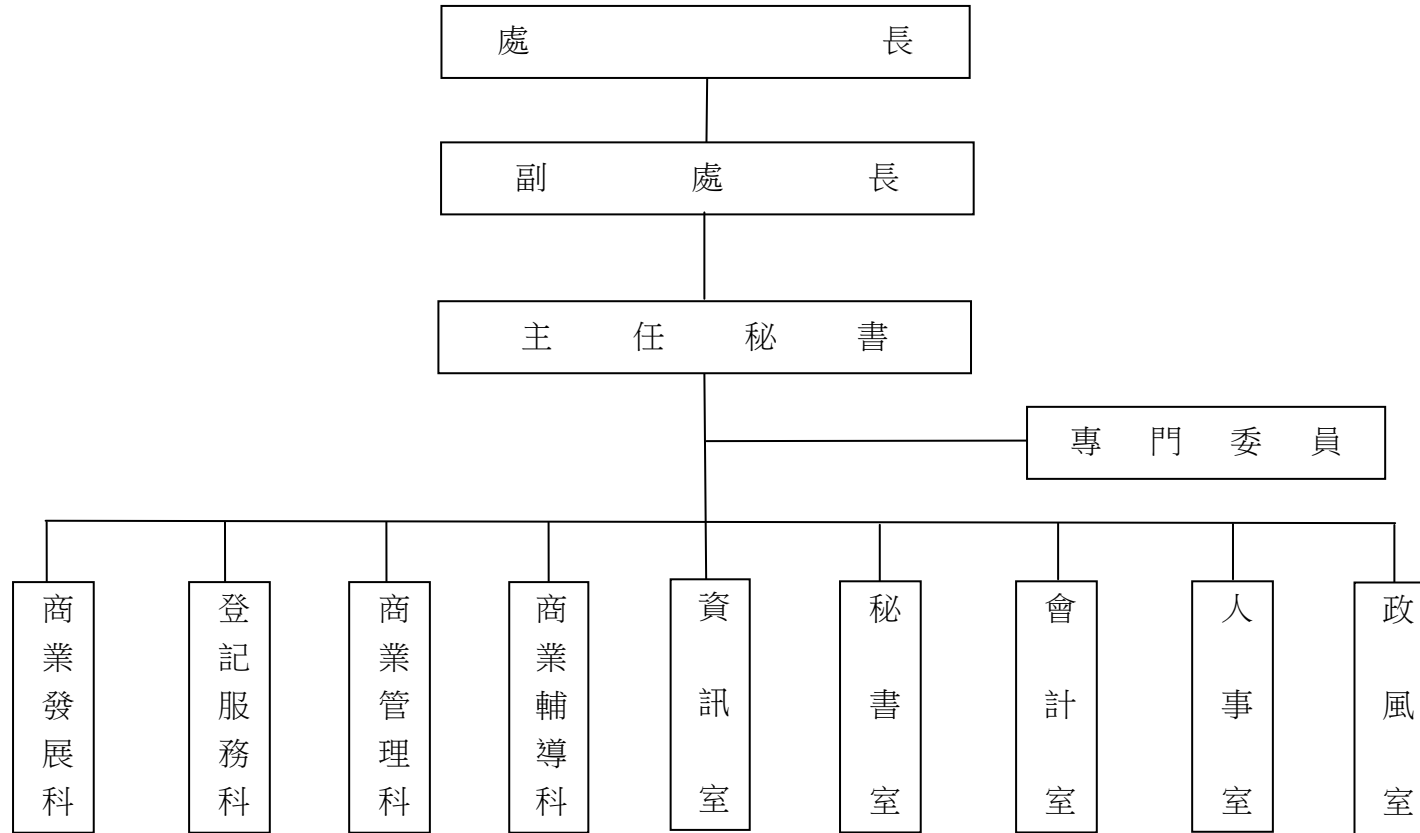 處長
副處長
主任秘書
專門委員
商業發展科
登記服務科
商業管理科
商業輔導科
資訊室
秘書室
會計室
人事室
政風室